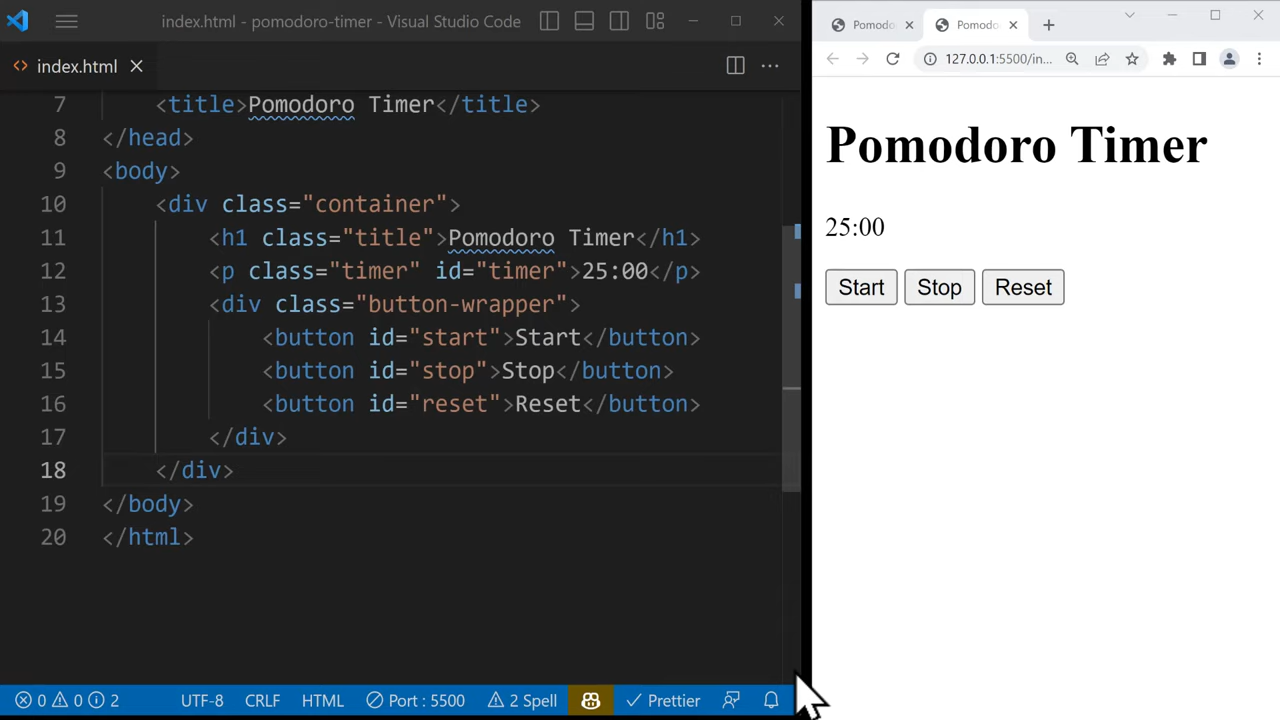 index.html - pomodoro-timer - Visual Studio Code
index.html
7 <title>Pomodoro Timer</title>
8 </head>
9 <body>
10 <div class="container">
11 <h1 class="title">Pomodoro Timer</h1>
12 <p class="timer" id="timer">25:00</p>
13 <div class="button-wrapper">
14 <button id="start">Start</button>
15 <button id="stop">Stop</button>
16 <button id="reset">Reset</button>
17 </div>
18 </div>
19 </body>
20 </html>
0 0 2 UTF-8 CRLF HTML Port : 5500 2 Spell Prettier
Pomodo Pomodo
127.0.0.1:5500/in...
Pomodoro Timer
25:00
Start Stop Reset